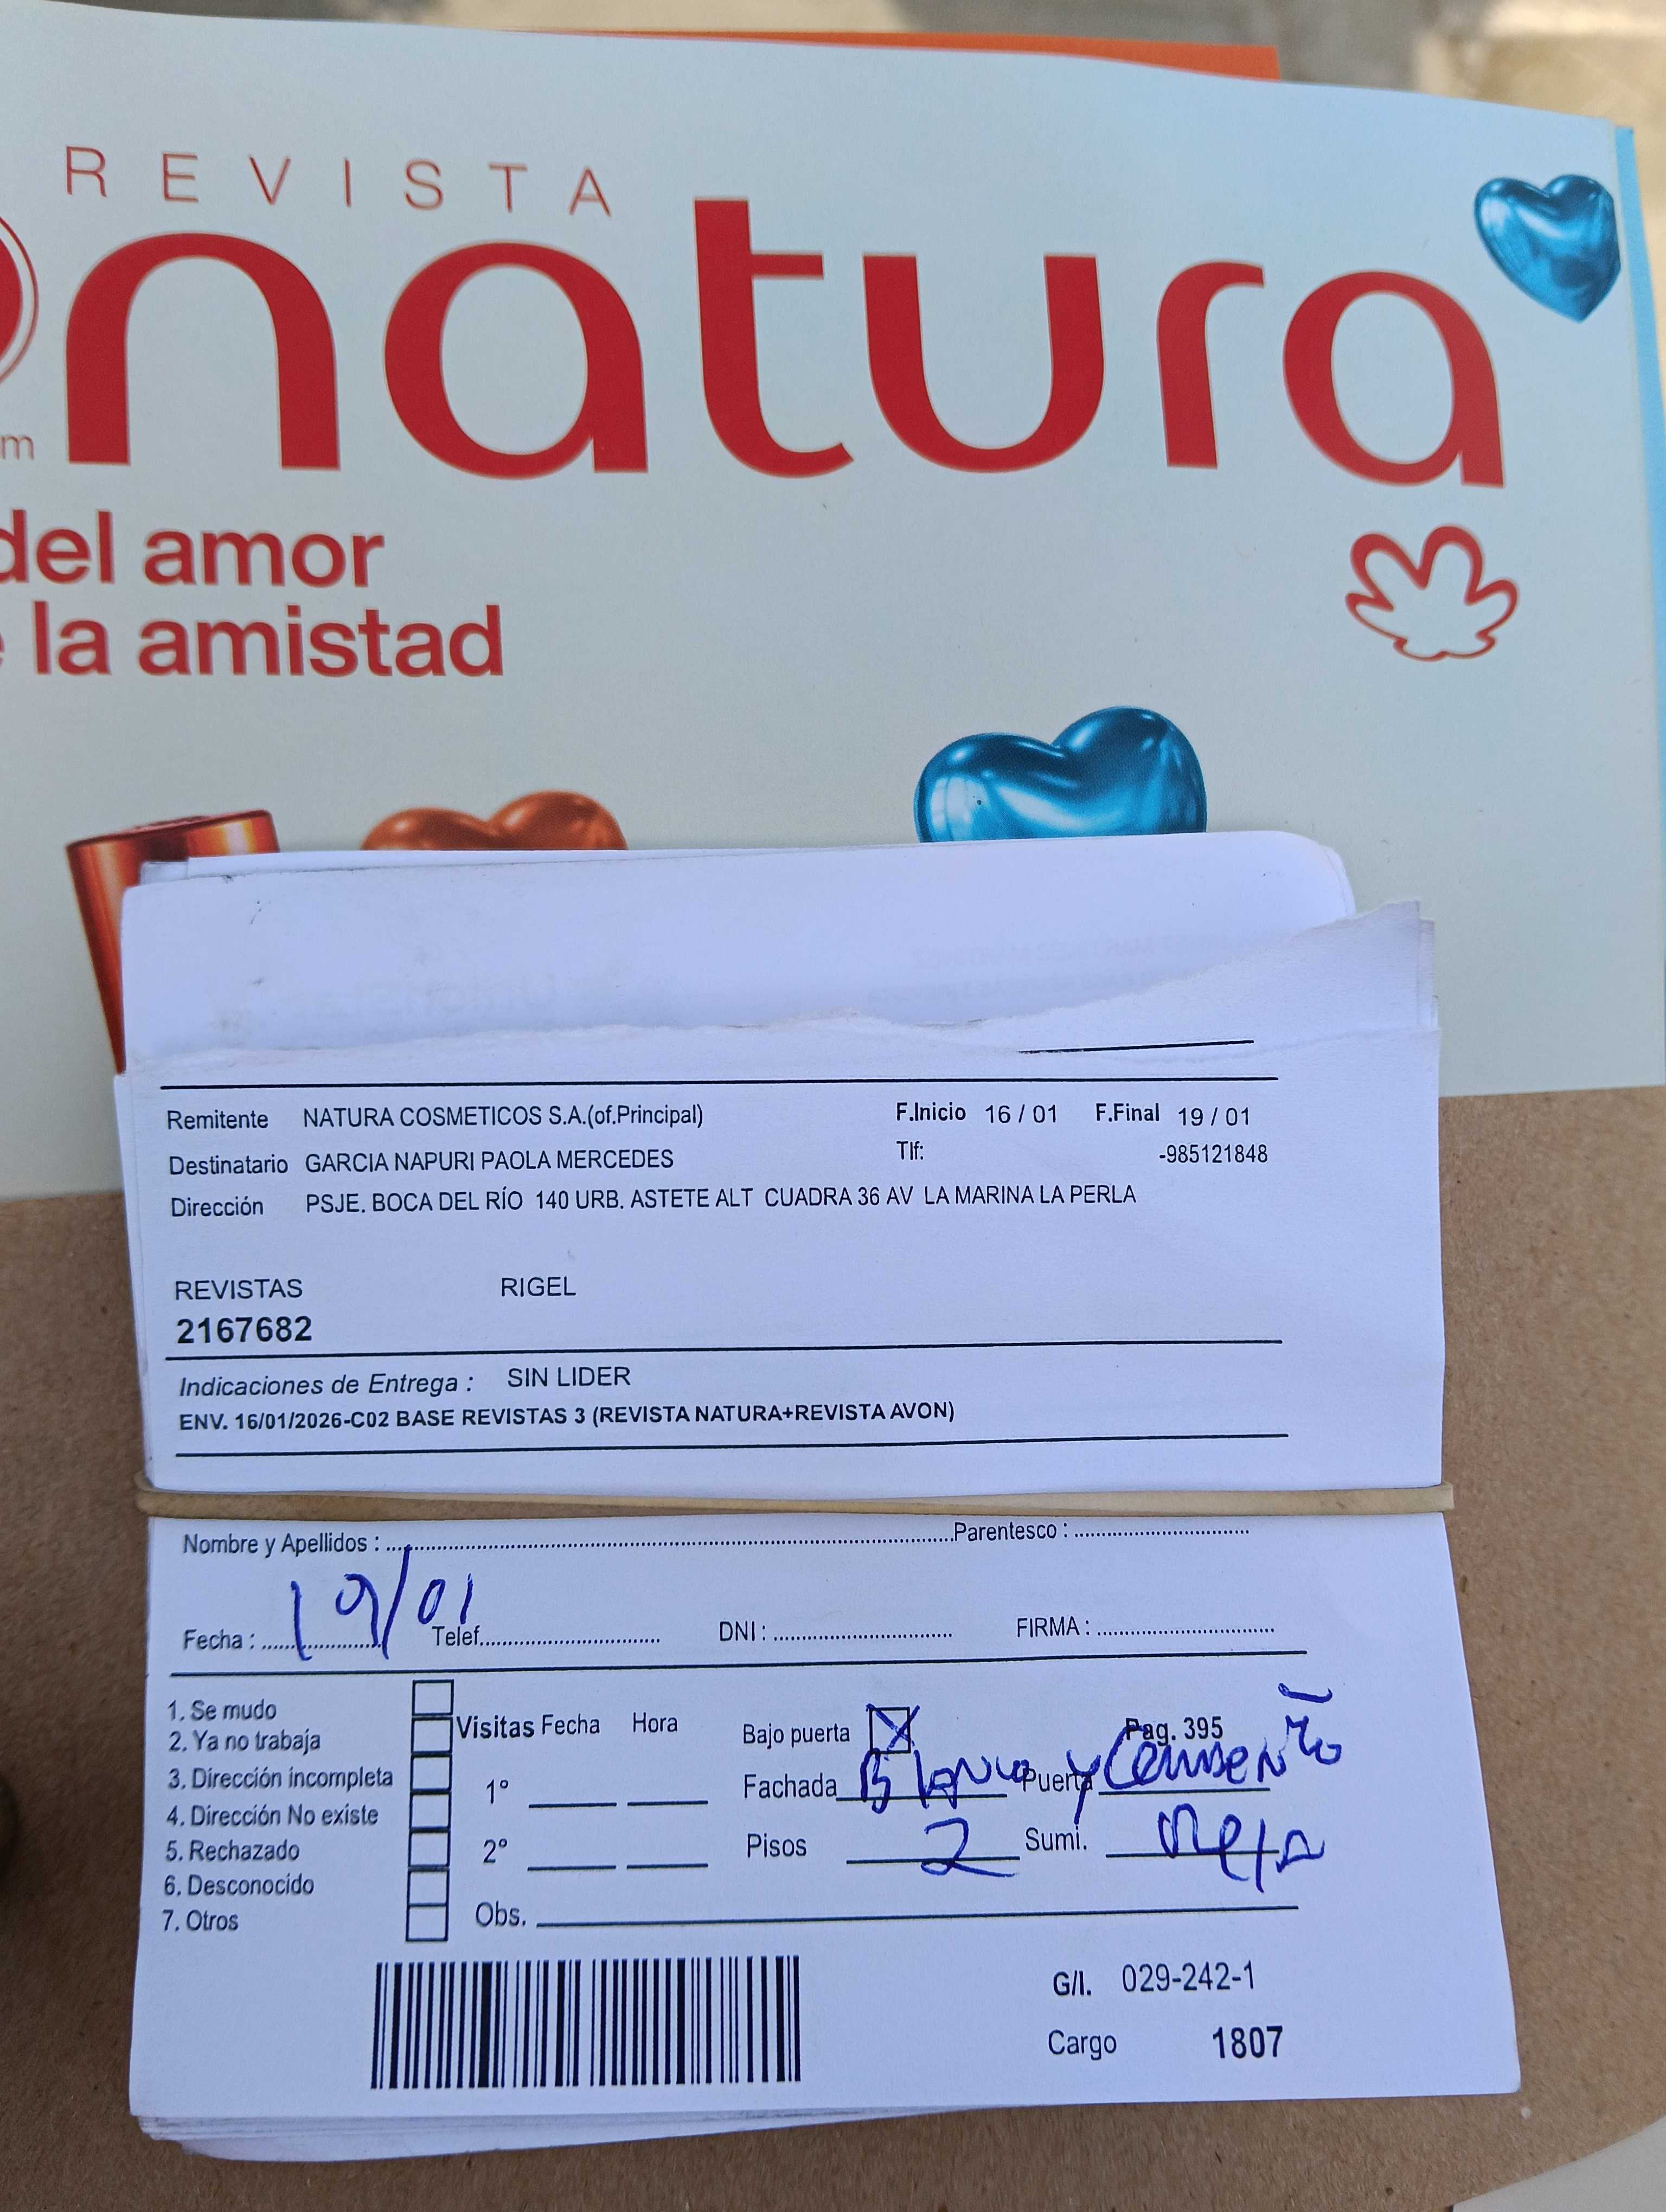 REVISTA
natura
m
del amor
e la amistad
Remitente NATURA COSMETICOS S.A.(of.Principal) F.Inicio 16 / 01 F.Final 19 / 01
Destinatario GARCIA NAPURI PAOLA MERCEDES Tlf: -985121848
Dirección PSJE. BOCA DEL RÍO 140 URB. ASTETE ALT CUADRA 36 AV LA MARINA LA PERLA
REVISTAS RIGEL
2167682
Indicaciones de Entrega : SIN LIDER
ENV. 16/01/2026-C02 BASE REVISTAS 3 (REVISTA NATURA+REVISTA AVON)
Nombre y Apellidos : Parentesco :
Fecha : 19/01 Telef. DNI : FIRMA :
1. Se mudo
2. Ya no trabaja
3. Dirección incompleta
4. Dirección No existe
5. Rechazado
6. Desconocido
7. Otros
Visitas Fecha Hora
1°
2°
Bajo puerta X Pag. 395
Fachada Blanco y Puerta
Pisos 2 Sumi. Reja
Obs.
G/I. 029-242-1
Cargo 1807